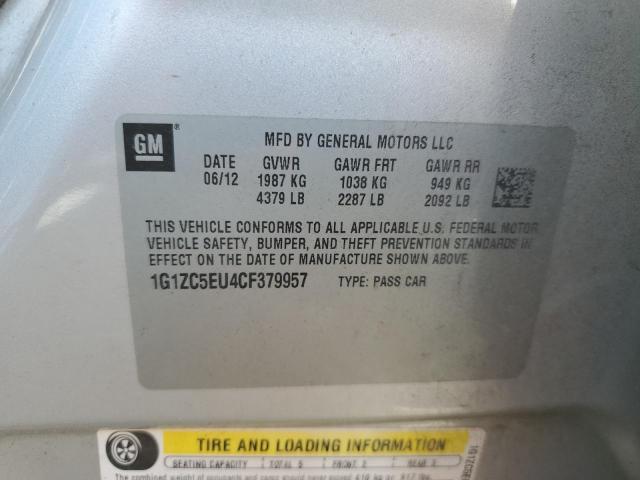 GM®
MFD BY GENERAL MOTORS LLC
DATE GVWR GAWR FRT GAWR RR
06/12 1987 KG 1038 KG 949 KG
4379 LB 2287 LB 2092 LB
THIS VEHICLE CONFORMS TO ALL APPLICABLE U.S. FEDERAL MOTOR
VEHICLE SAFETY, BUMPER, AND THEFT PREVENTION STANDARDS IN
EFFECT ON THE DATE OF MANUFACTURE SHOWN ABOVE.
1G1ZC5EU4CF379957 TYPE: PASS CAR
TIRE AND LOADING INFORMATION
SEATING CAPACITY TOTAL 5 FRONT 2 REAR 3